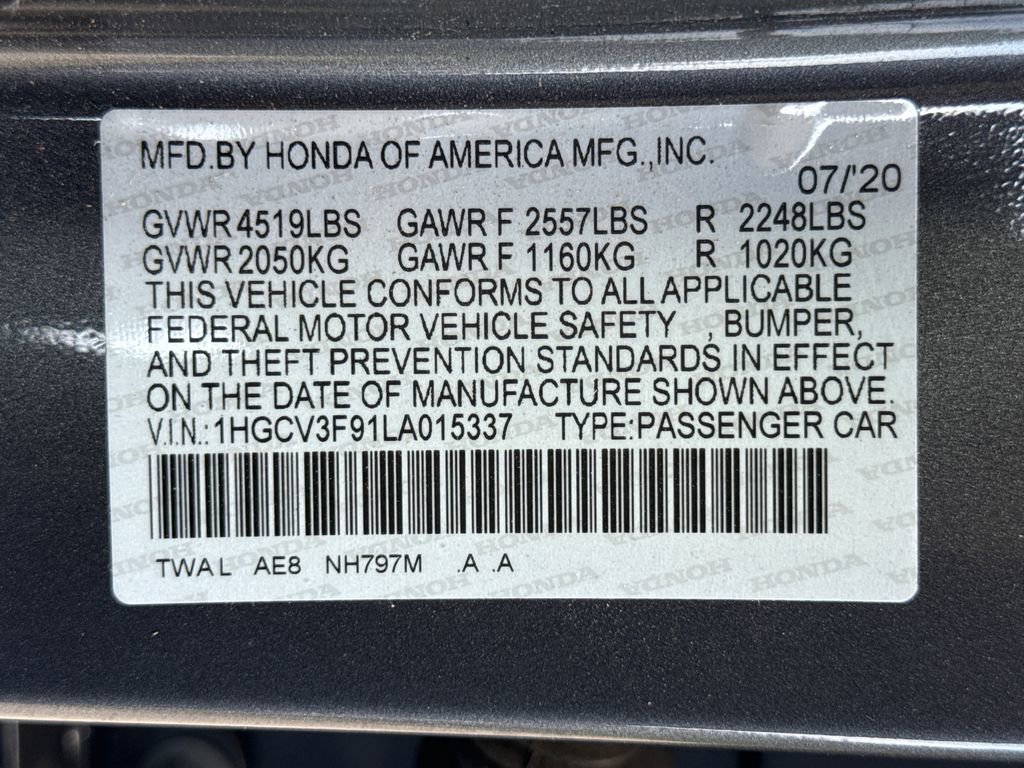 MFD.BY HONDA OF AMERICA MFG.,INC.
07/'20
GVWR 4519LBS GAWR F 2557LBS R 2248LBS
GVWR 2050KG GAWR F 1160KG R 1020KG
THIS VEHICLE CONFORMS TO ALL APPLICABLE
FEDERAL MOTOR VEHICLE SAFETY , BUMPER,
AND THEFT PREVENTION STANDARDS IN EFFECT
ON THE DATE OF MANUFACTURE SHOWN ABOVE.
V.I.N.:1HGCV3F91LA015337 TYPE:PASSENGER CAR
TWA L AE8 NH797M .A .A